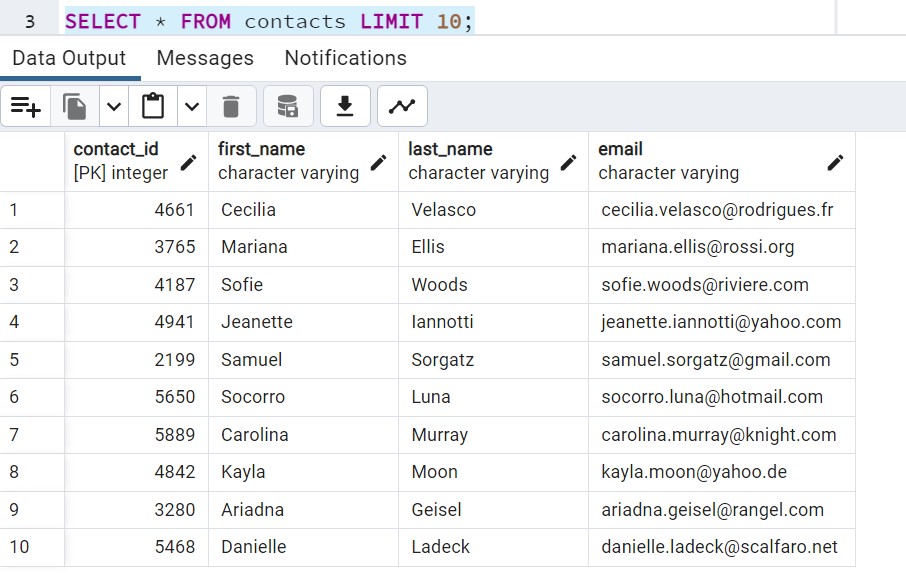 3 SELECT * FROM contacts LIMIT 10;
Data Output Messages Notifications
contact_id first_name last_name email
[PK] integer character varying character varying character varying
1 4661 Cecilia Velasco cecilia.velasco@rodrigues.fr
2 3765 Mariana Ellis mariana.ellis@rossi.org
3 4187 Sofie Woods sofie.woods@riviere.com
4 4941 Jeanette Iannotti jeanette.iannotti@yahoo.com
5 2199 Samuel Sorgatz samuel.sorgatz@gmail.com
6 5650 Socorro Luna socorro.luna@hotmail.com
7 5889 Carolina Murray carolina.murray@knight.com
8 4842 Kayla Moon kayla.moon@yahoo.de
9 3280 Ariadna Geisel ariadna.geisel@rangel.com
10 5468 Danielle Ladeck danielle.ladeck@scalfaro.net